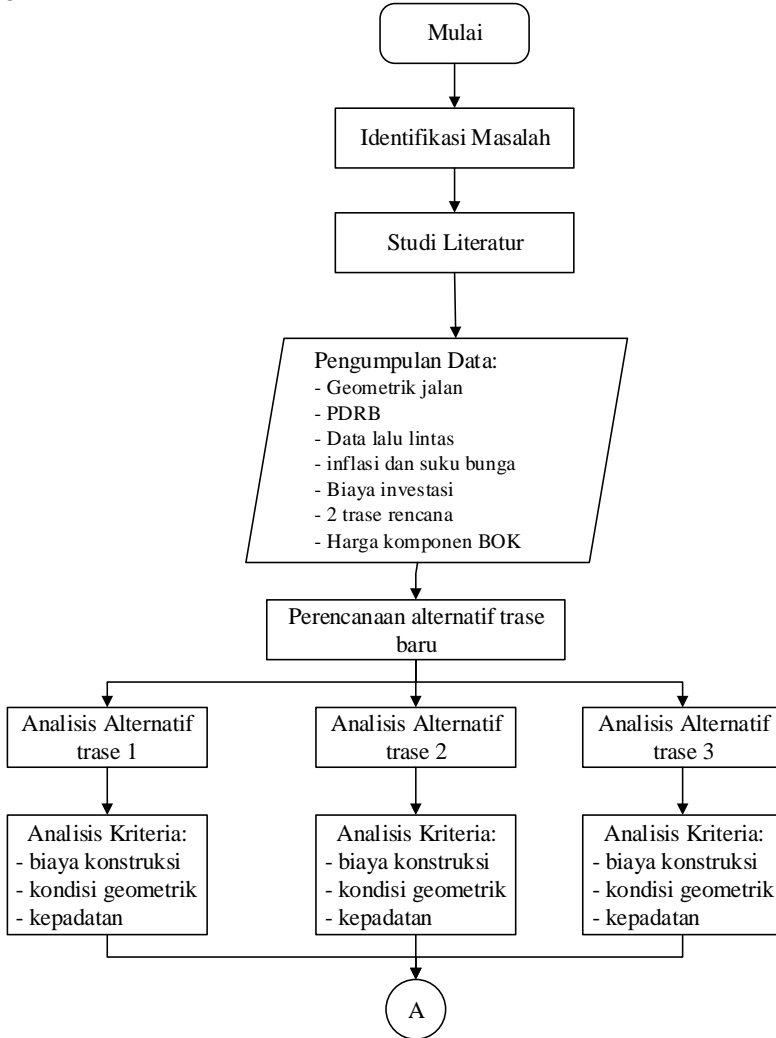 Mulai
Identifikasi Masalah
Studi Literatur
Pengumpulan Data:
- Geometrik jalan
- PDRB
- Data lalu lintas
- inflasi dan suku bunga
- Biaya investasi
- 2 trase rencana
- Harga komponen BOK
Perencanaan alternatif trase
baru
Analisis Alternatif
trase 1
Analisis Alternatif
trase 2
Analisis Alternatif
trase 3
Analisis Kriteria:
- biaya konstruksi
- kondisi geometrik
- kepadatan
Analisis Kriteria:
- biaya konstruksi
- kondisi geometrik
- kepadatan
Analisis Kriteria:
- biaya konstruksi
- kondisi geometrik
- kepadatan
A